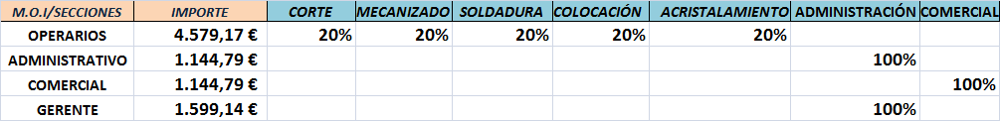 M.O.I/SECCIONES IMPORTE CORTE MECANIZADO SOLDADURA COLOCACIÓN ACRISTALAMIENTO ADMINISTRACIÓN COMERCIAL
OPERARIOS 4.579,17 € 20% 20% 20% 20% 20%
ADMINISTRATIVO 1.144,79 € 100%
COMERCIAL 1.144,79 € 100%
GERENTE 1.599,14 € 100%